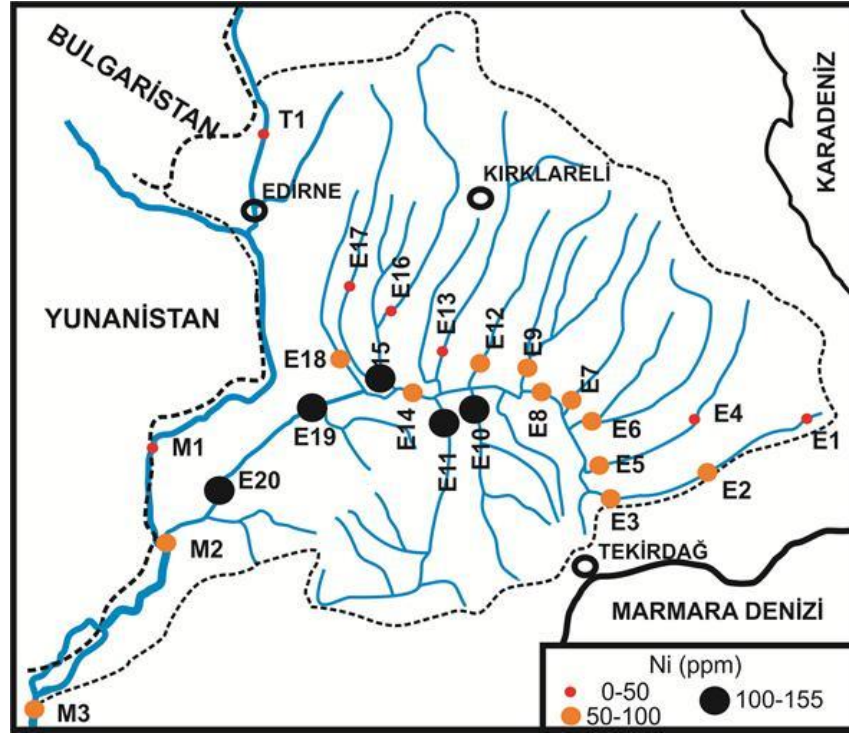 BULGARİSTAN
KARADENİZ
T1
KIRKLARELİ
EDİRNE
E17
E16
YUNANİSTAN
E13
E12
E9
E18
15
E7
E14
E8
E19
E11
E10
E6
E4
E1
M1
E5
E20
E2
E3
M2
TEKİRDAĞ
MARMARA DENİZİ
Ni (ppm)
0-50
100-155
50-100
M3